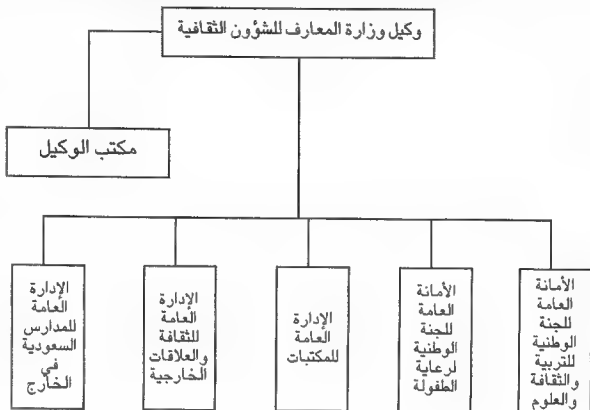 وكيل وزارة المعارف للشؤون الثقافية
مكتب الوكيل
الأمانة
العامة
للجنة
الوطنية
للتربية
والثقافة
والعلوم
الأمانة
العامة
للجنة
الوطنية
لرعاية
الطفولة
الإدارة
العامة
للمكتبات
الإدارة
العامة
للثقافة
والعلاقات
الخارجية
الإدارة
العامة
للمدارس
السعودية
في
الخارج